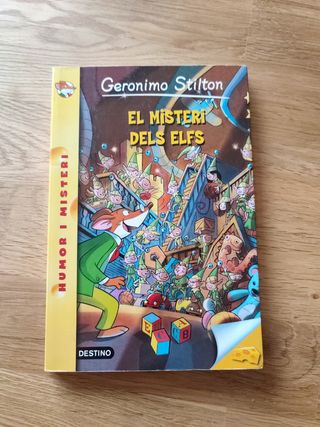 Geronimo Stilton
EL MISTERI
DELS ELFS
HUMOR I MISTERI
DESTINO